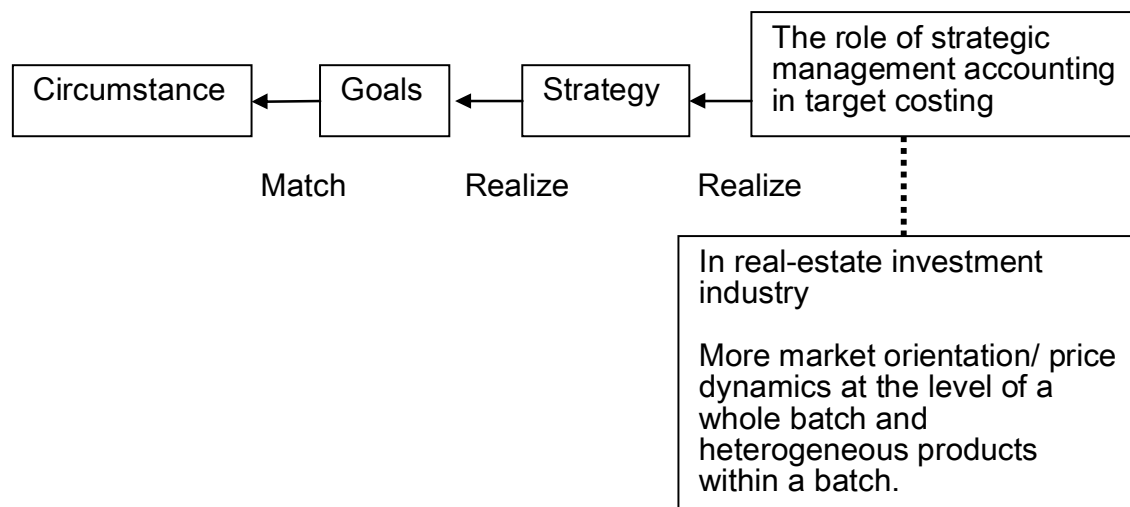 The role of strategic
management accounting
in target costing
Circumstance
Goals
Strategy
Match
Realize
Realize
In real-estate investment
industry
More market orientation/ price
dynamics at the level of a
whole batch and
heterogeneous products
within a batch.